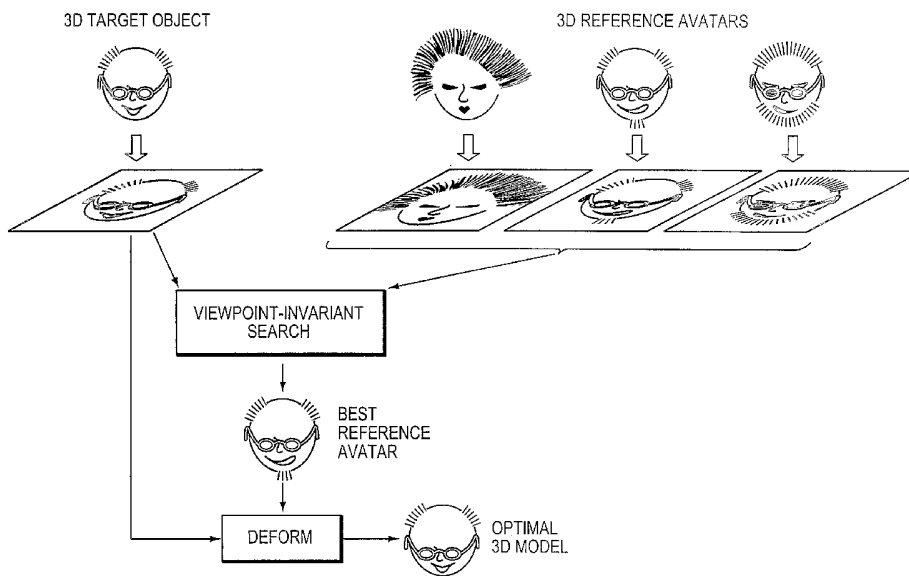 3D TARGET OBJECT
3D REFERENCE AVATARS
VIEWPOINT-INVARIANT
SEARCH
BEST
REFERENCE
AVATAR
DEFORM
OPTIMAL
3D MODEL